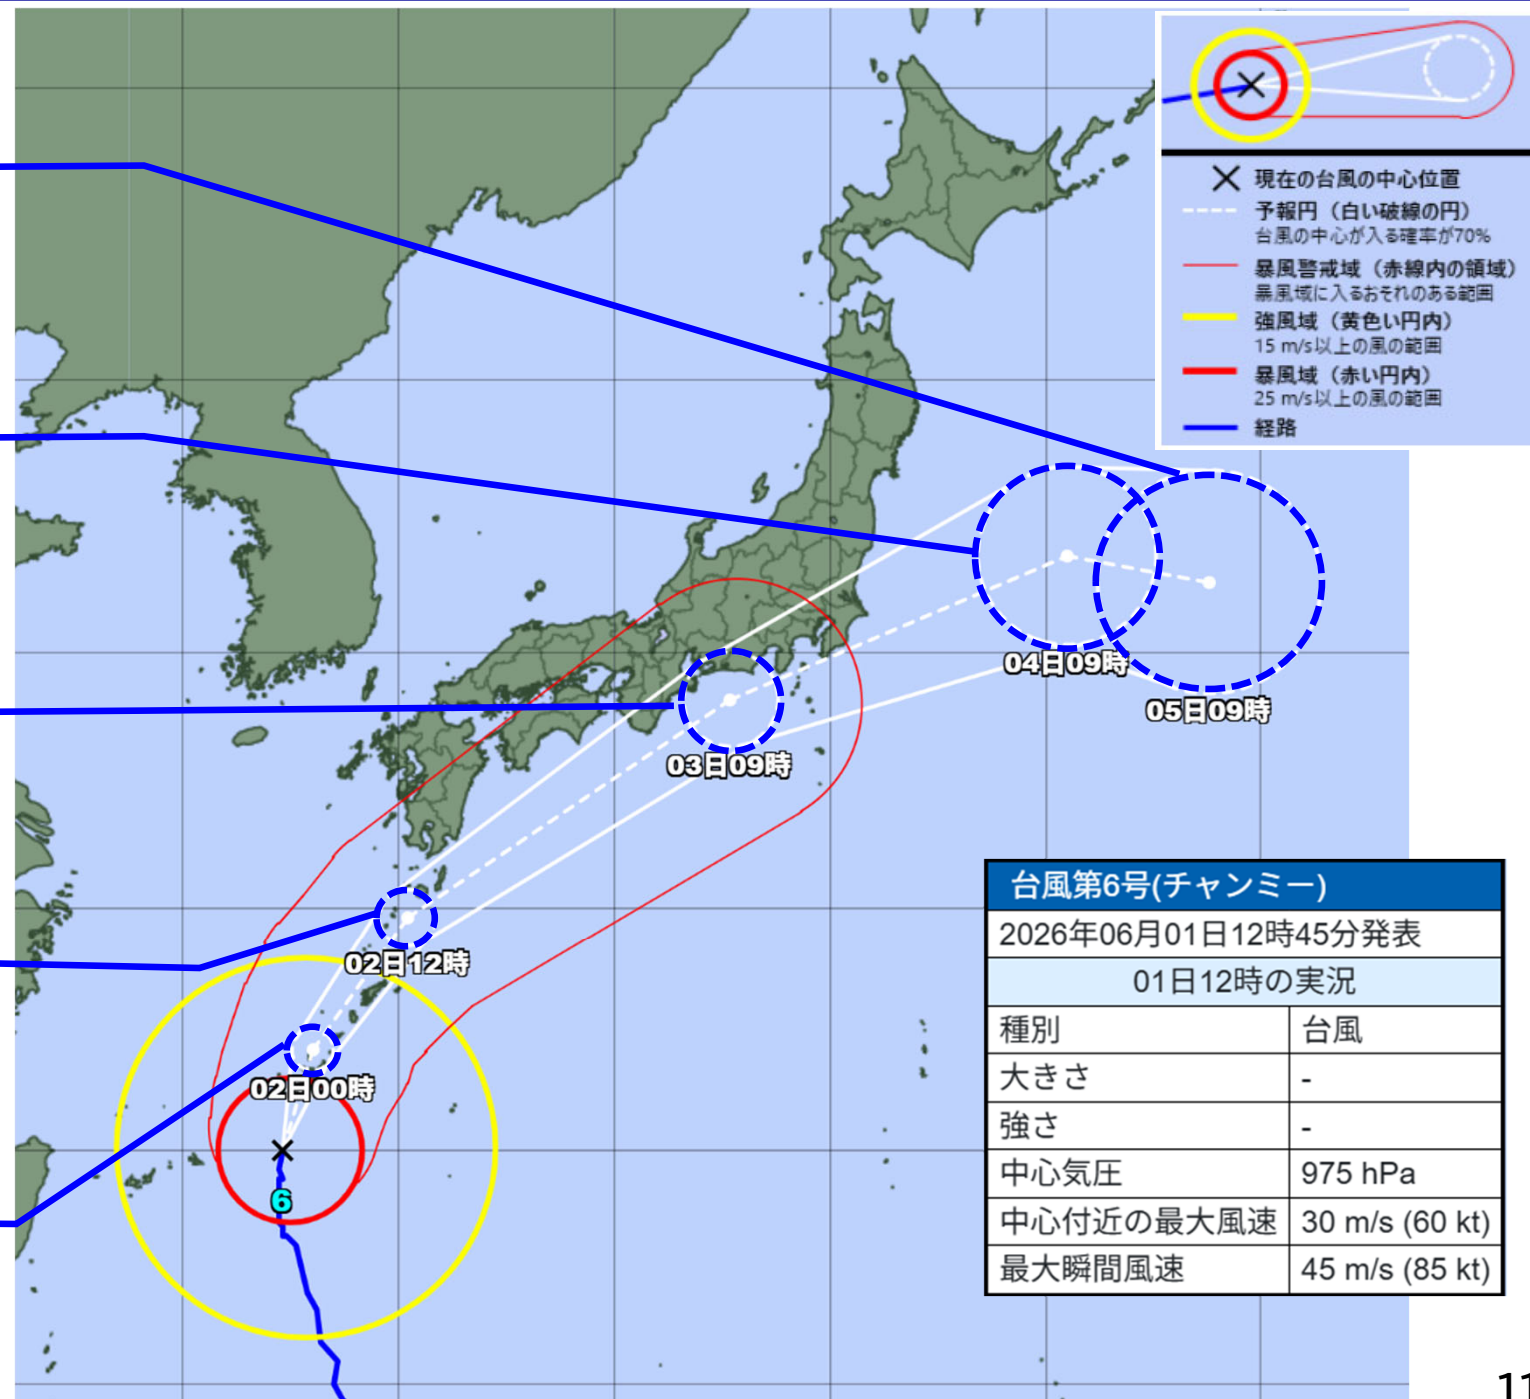 現在の台風の中心位置
予報円（白い破線の円）
台風の中心が入る確率が70%
暴風警戒域（赤線内の領域）
暴風域に入るおそれのある範囲
強風域（黄色い円内）
15 m/s以上の風の範囲
暴風域（赤い円内）
25 m/s以上の風の範囲
経路
04日09時
05日09時
03日09時
02日12時
02日00時
6
台風第6号(チャンミー)
2026年06月01日12時45分発表
01日12時の実況
種別 台風
大きさ -
強さ -
中心気圧 975 hPa
中心付近の最大風速 30 m/s (60 kt)
最大瞬間風速 45 m/s (85 kt)
11